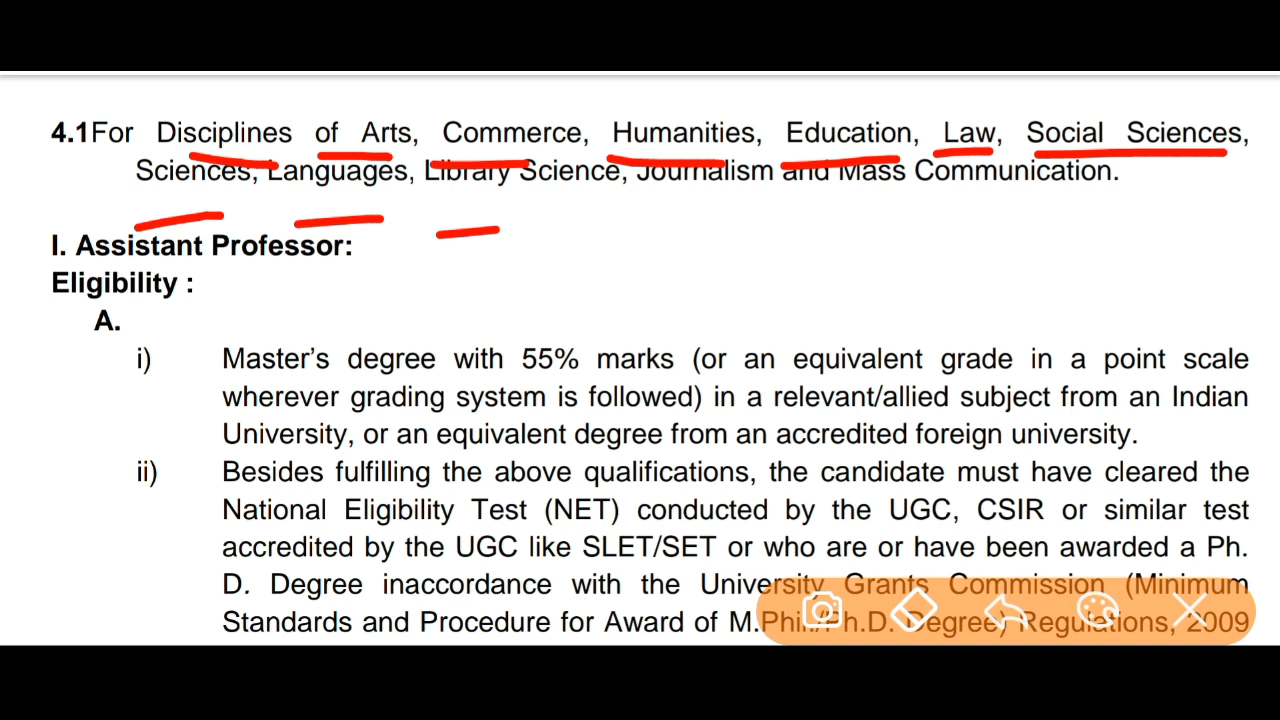 4.1For Disciplines of Arts, Commerce, Humanities, Education, Law, Social Sciences,
Sciences, Languages, Library Science, Journalism and Mass Communication.
I. Assistant Professor:
Eligibility :
A.
i) Master’s degree with 55% marks (or an equivalent grade in a point scale
wherever grading system is followed) in a relevant/allied subject from an Indian
University, or an equivalent degree from an accredited foreign university.
ii) Besides fulfilling the above qualifications, the candidate must have cleared the
National Eligibility Test (NET) conducted by the UGC, CSIR or similar test
accredited by the UGC like SLET/SET or who are or have been awarded a Ph.
D. Degree inaccordance with the University Grants Commission (Minimum
Standards and Procedure for Award of M.Phil./Ph.D. Degree) Regulations, 2009